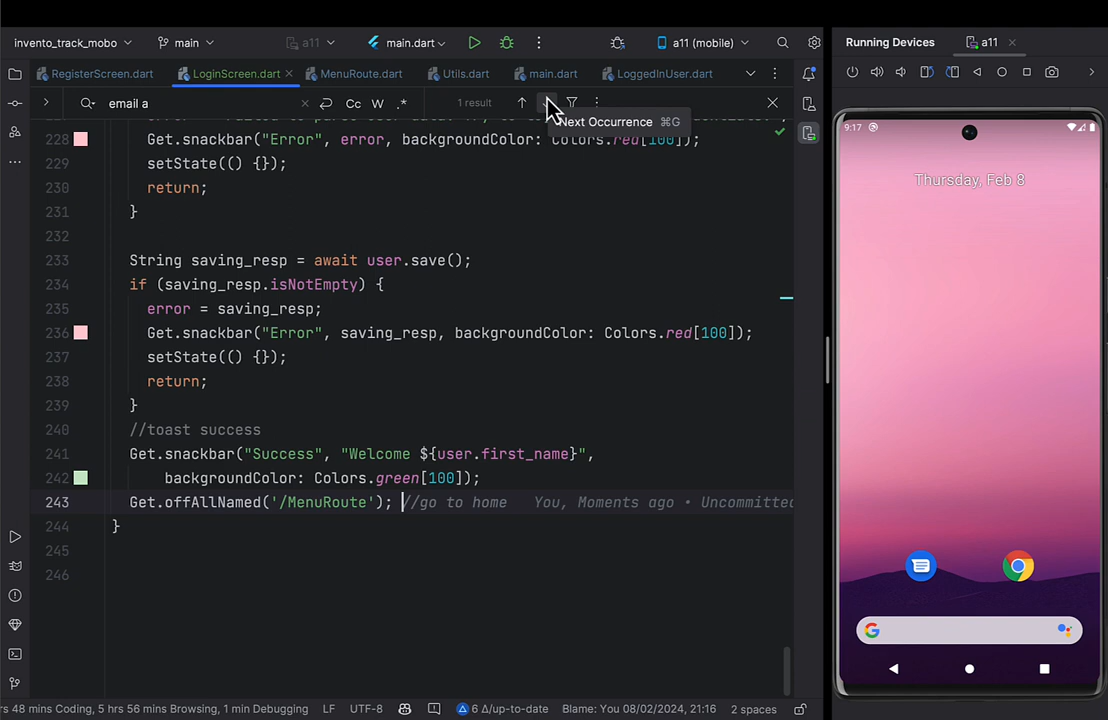 invento_track_mobo
main
a11
main.dart
a11 (mobile)
Running Devices
a11
RegisterScreen.dart
LoginScreen.dart
MenuRoute.dart
Utils.dart
main.dart
LoggedInUser.dart
email a
Cc
W
.*
1 result
Next Occurrence ⌘G
228 Get.snackbar("Error", error, backgroundColor: Colors.red[100]);
229 setState(() {});
230 return;
231 }
232
233 String saving_resp = await user.save();
234 if (saving_resp.isNotEmpty) {
235 error = saving_resp;
236 Get.snackbar("Error", saving_resp, backgroundColor: Colors.red[100]);
237 setState(() {});
238 return;
239 }
240 //toast success
241 Get.snackbar("Success", "Welcome ${user.first_name}",
242 backgroundColor: Colors.green[100]);
243 Get.offAllNamed('/MenuRoute'); //go to home You, Moments ago • Uncommitted
244 }
245
246
rs 48 mins Coding, 5 hrs 56 mins Browsing, 1 min Debugging
LF
UTF-8
6 Δ/up-to-date
Blame: You 08/02/2024, 21:16
2 spaces
9:17
Thursday, Feb 8